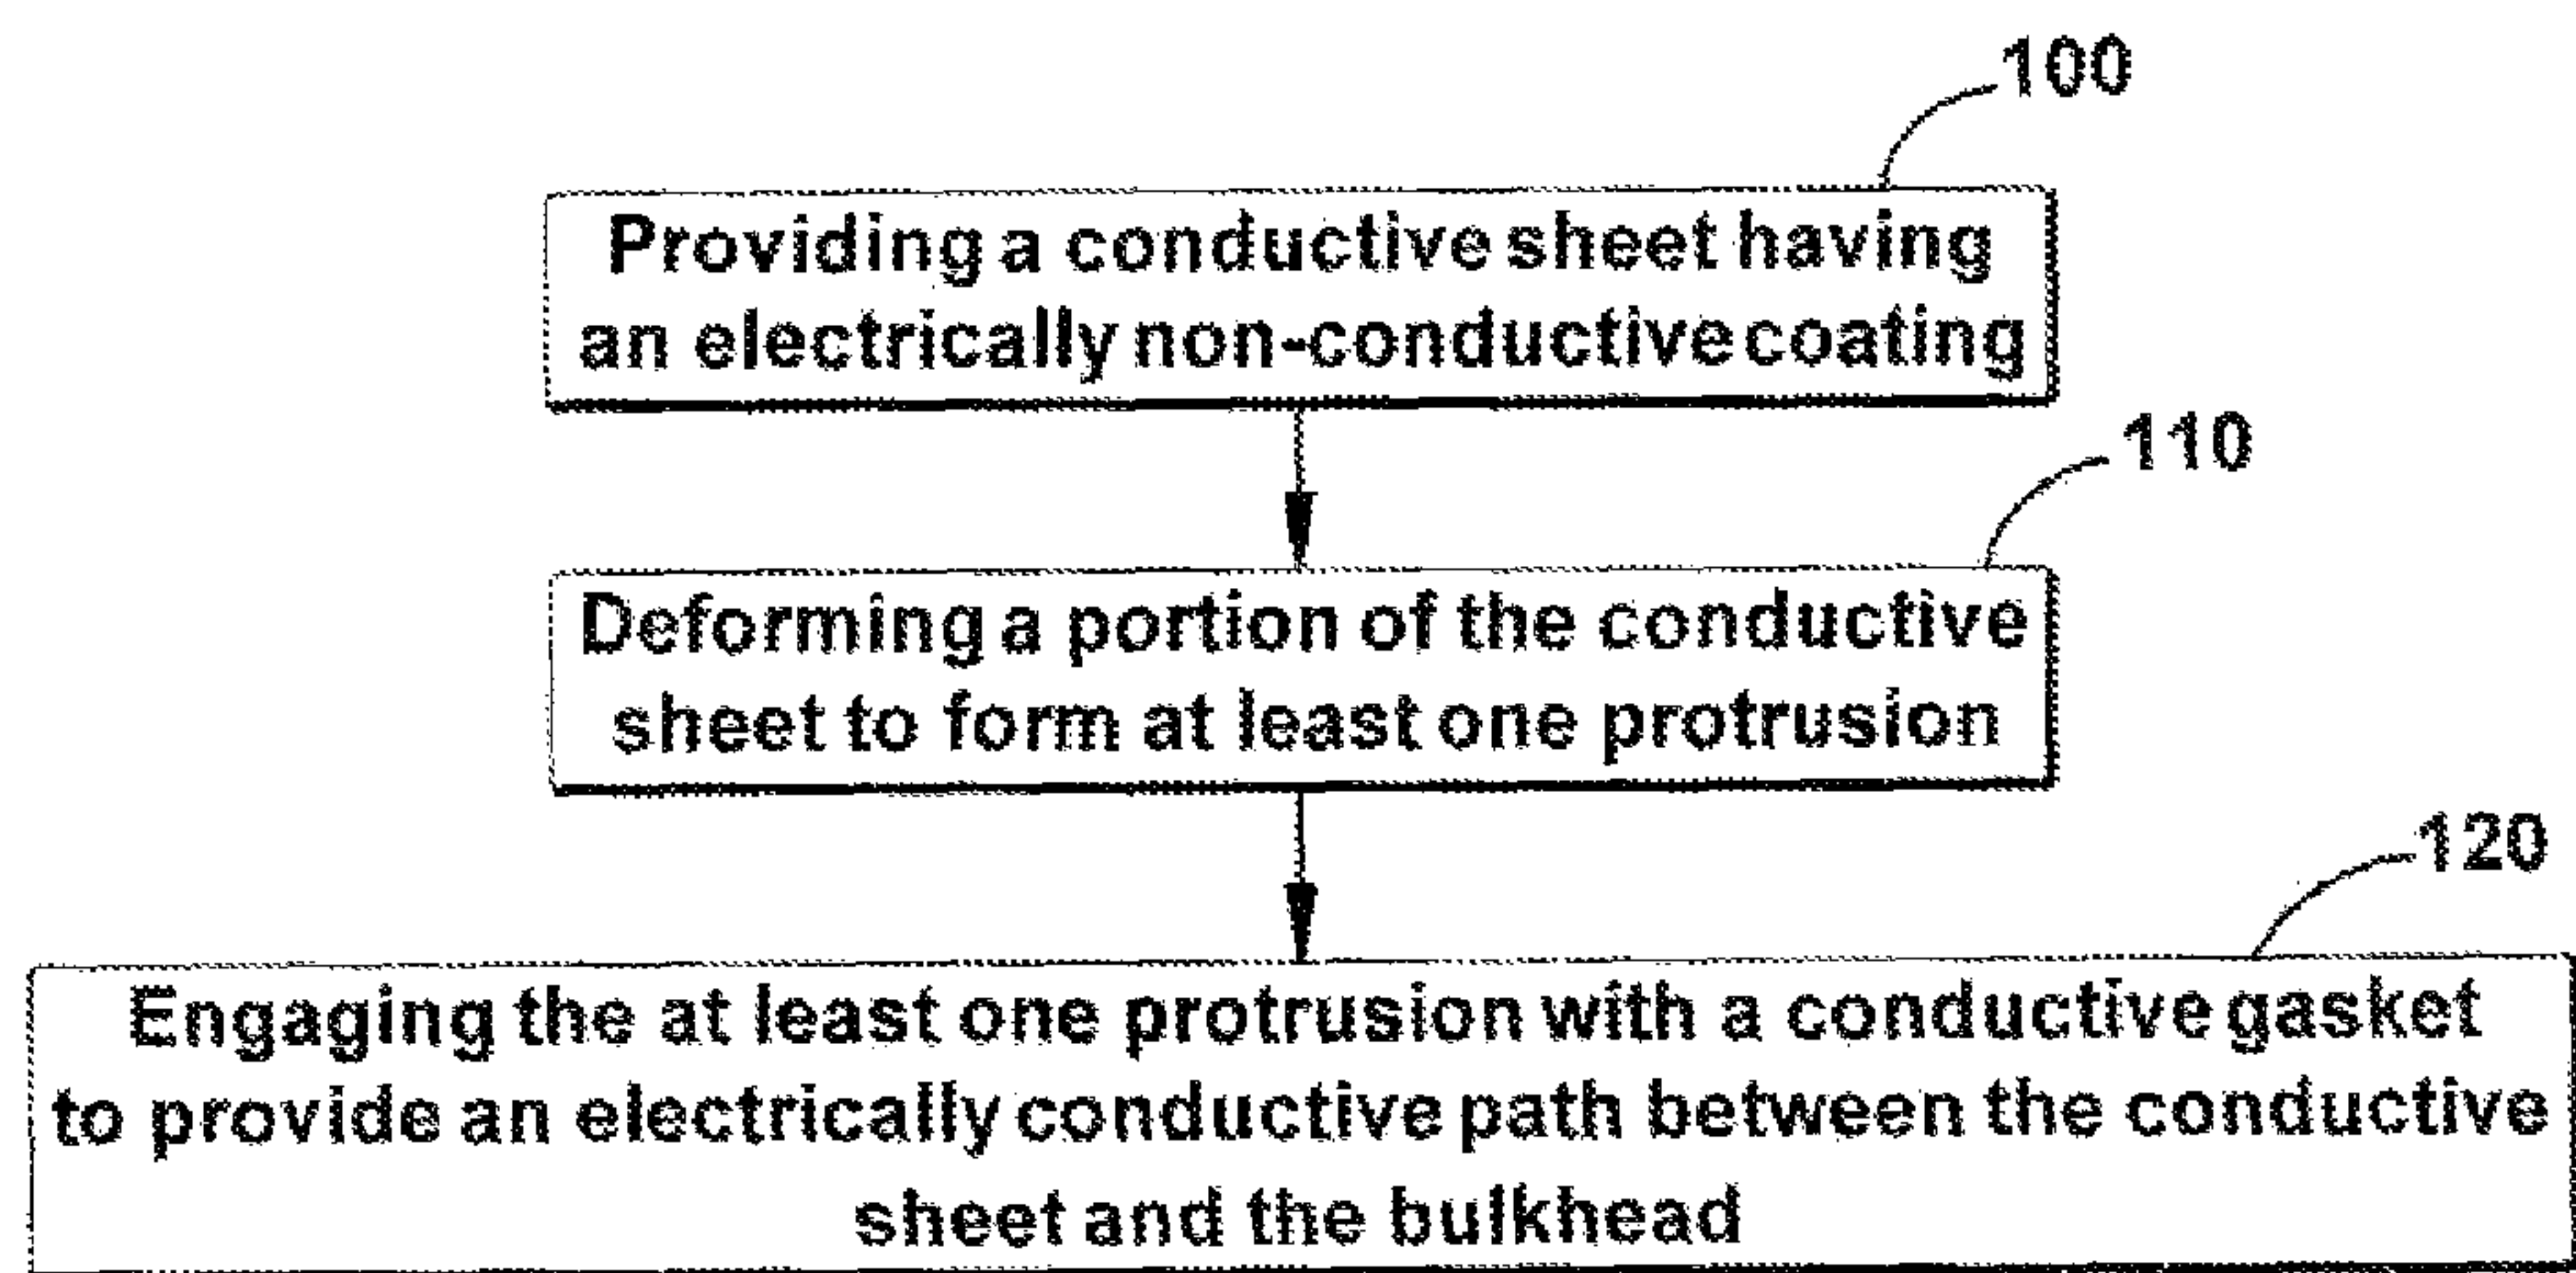 100
Providing a conductive sheet having
an electrically non-conductive coating
110
Deforming a portion of the conductive
sheet to form at least one protrusion
120
Engaging the at least one protrusion with a conductive gasket
to provide an electrically conductive path between the conductive
sheet and the bulkhead